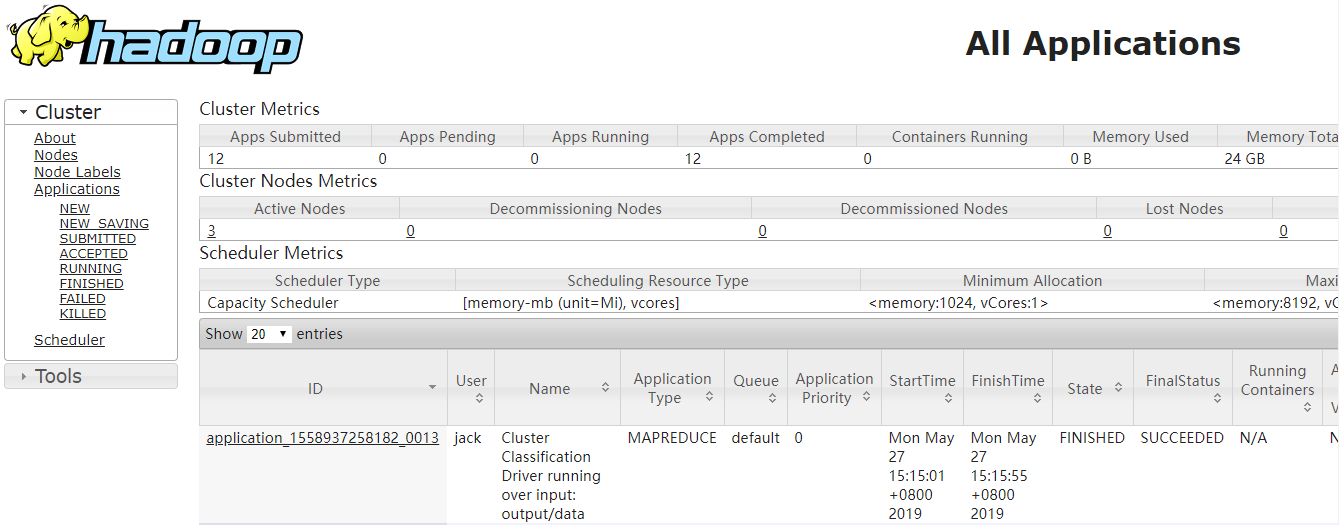 hadoop
All Applications
Cluster
About
Nodes
Node Labels
Applications
NEW
NEW_SAVING
SUBMITTED
ACCEPTED
RUNNING
FINISHED
FAILED
KILLED
Scheduler
Tools
Cluster Metrics
Apps Submitted Apps Pending Apps Running Apps Completed Containers Running Memory Used Memory Tota
12 0 0 12 0 0 B 24 GB
Cluster Nodes Metrics
Active Nodes Decommissioning Nodes Decommissioned Nodes Lost Nodes
3 0 0 0 0
Scheduler Metrics
Scheduler Type Scheduling Resource Type Minimum Allocation Maxi
Capacity Scheduler [memory-mb (unit=Mi), vcores] <memory:1024, vCores:1> <memory:8192, vC
Show 20 entries
ID User Name Application Type Queue Application Priority StartTime FinishTime State FinalStatus Running Containers A V
application_1558937258182_0013 jack Cluster MAPREDUCE default 0 Mon May Mon May FINISHED SUCCEEDED N/A N
Classification 27 27
Driver running 15:15:01 15:15:55
over input: +0800 +0800
output/data 2019 2019